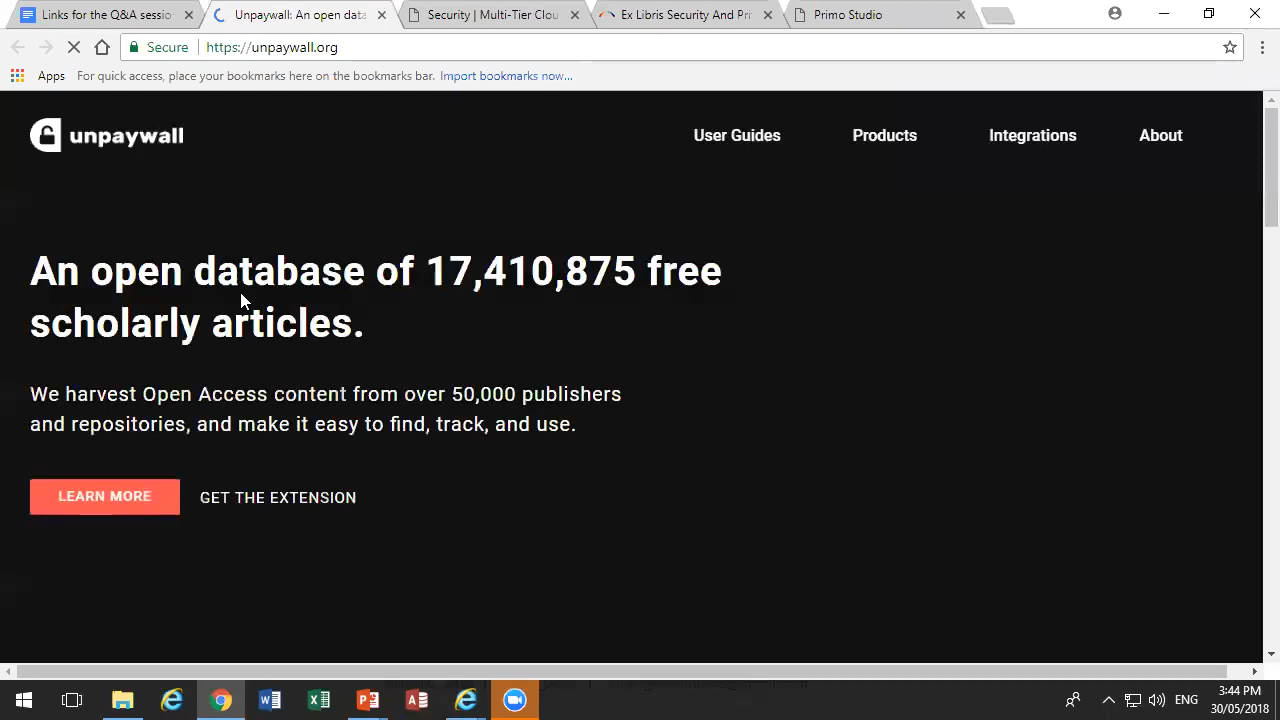 Links for the Q&A sessio
Unpaywall: An open data
Security | Multi-Tier Clou
Ex Libris Security And Pri
Primo Studio
Secure
https://unpaywall.org
Apps
For quick access, place your bookmarks here on the bookmarks bar. Import bookmarks now...
unpaywall
User Guides
Products
Integrations
About
An open database of 17,410,875 free
scholarly articles.
We harvest Open Access content from over 50,000 publishers
and repositories, and make it easy to find, track, and use.
LEARN MORE
GET THE EXTENSION
ENG
3:44 PM
30/05/2018